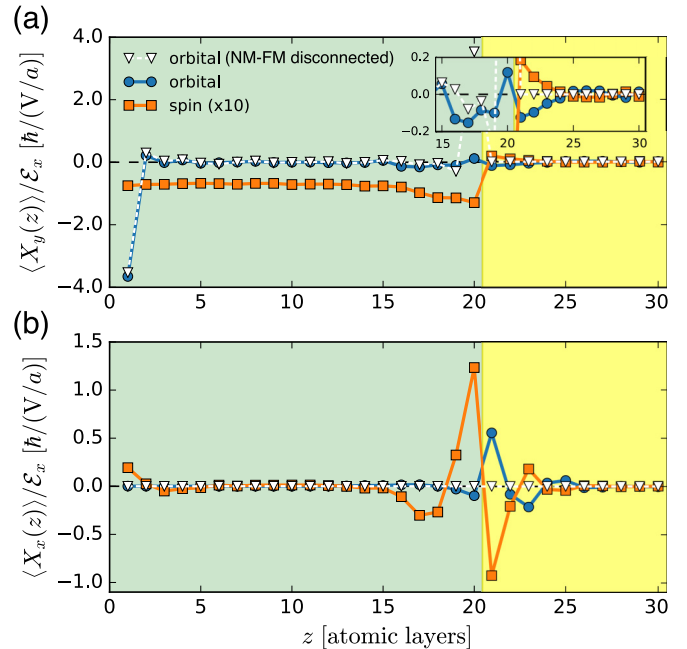 (a)
orbital (NM-FM disconnected)
orbital
spin (x10)
4.0
2.0
0.0
−2.0
−4.0
0.2
0.0
−0.2
15 20 25 30
0 5 10 15 20 25 30
⟨X_y(z)⟩/ℰ_x [ħ/(V/a)]
(b)
1.5
1.0
0.5
0.0
−0.5
−1.0
0 5 10 15 20 25 30
⟨X_x(z)⟩/ℰ_x [ħ/(V/a)]
z [atomic layers]